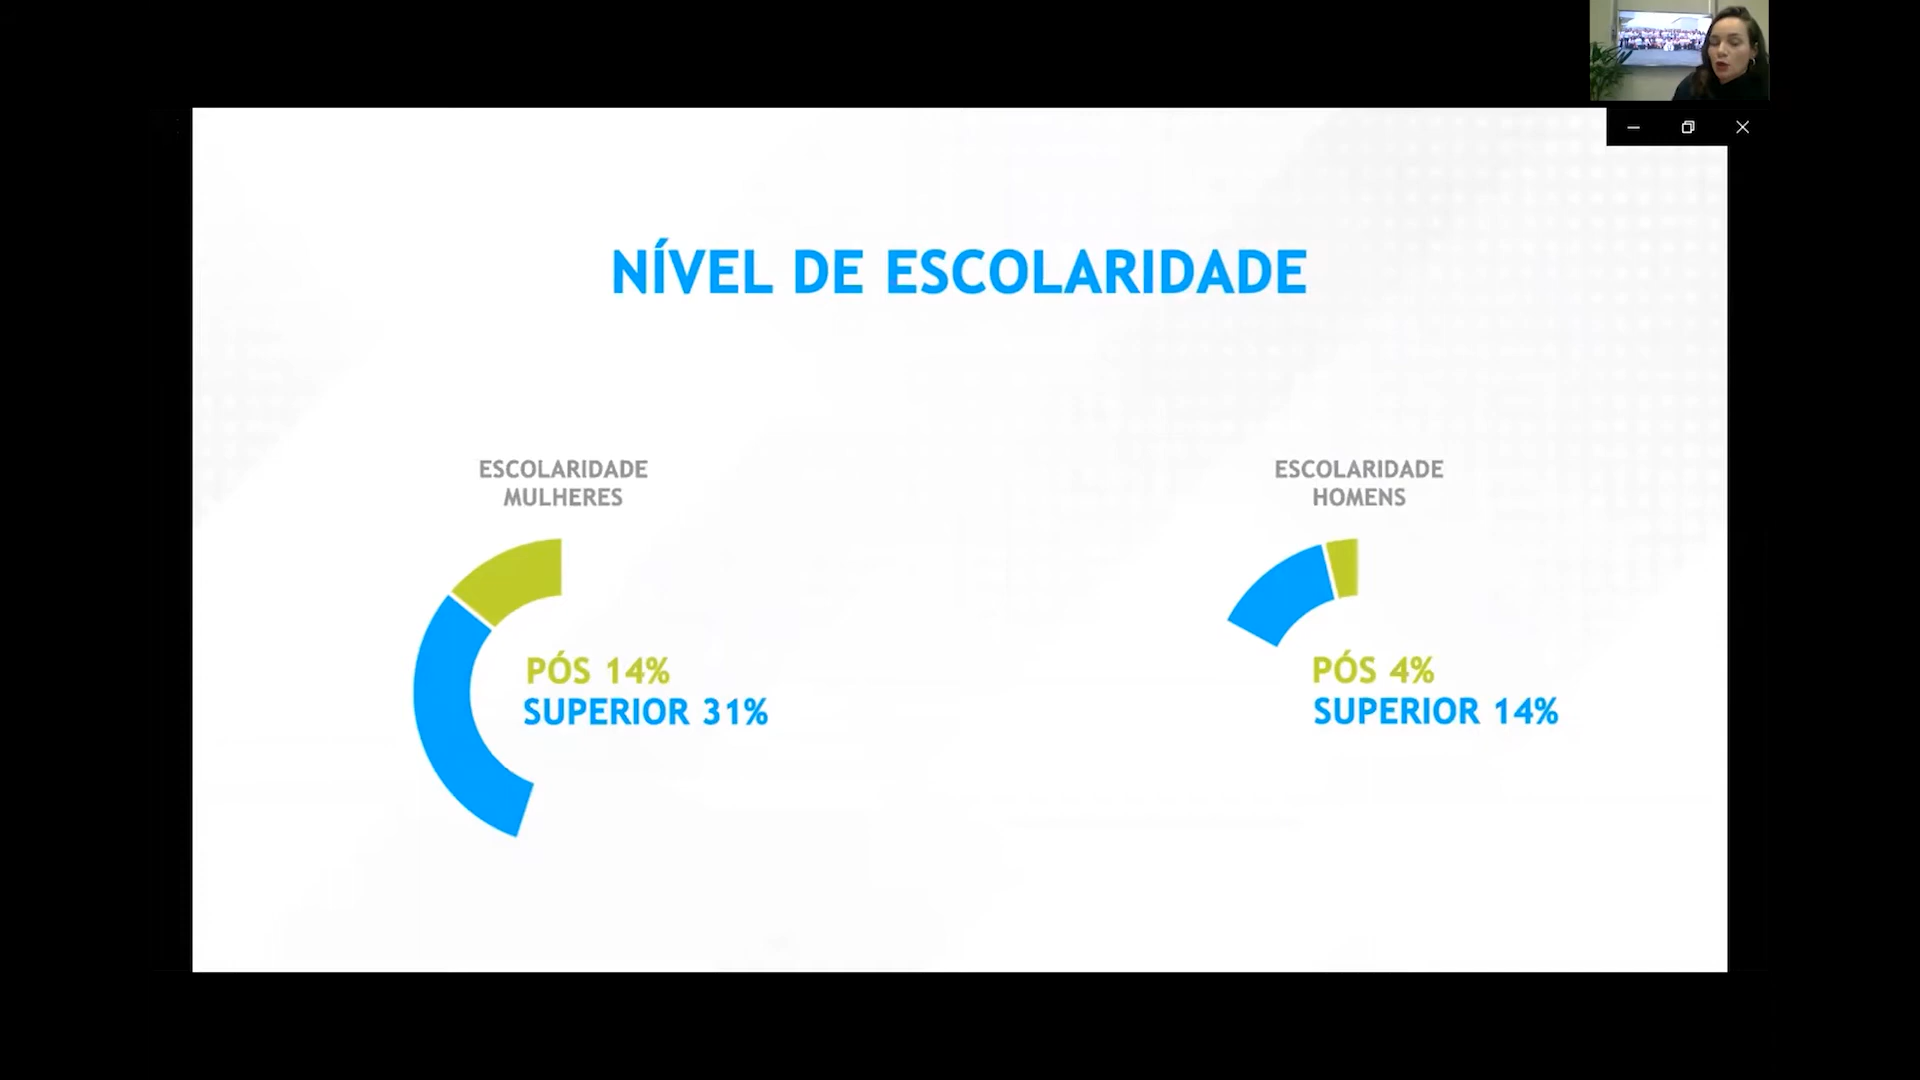 NÍVEL DE ESCOLARIDADE
ESCOLARIDADE
MULHERES
PÓS 14%
SUPERIOR 31%
ESCOLARIDADE
HOMENS
PÓS 4%
SUPERIOR 14%